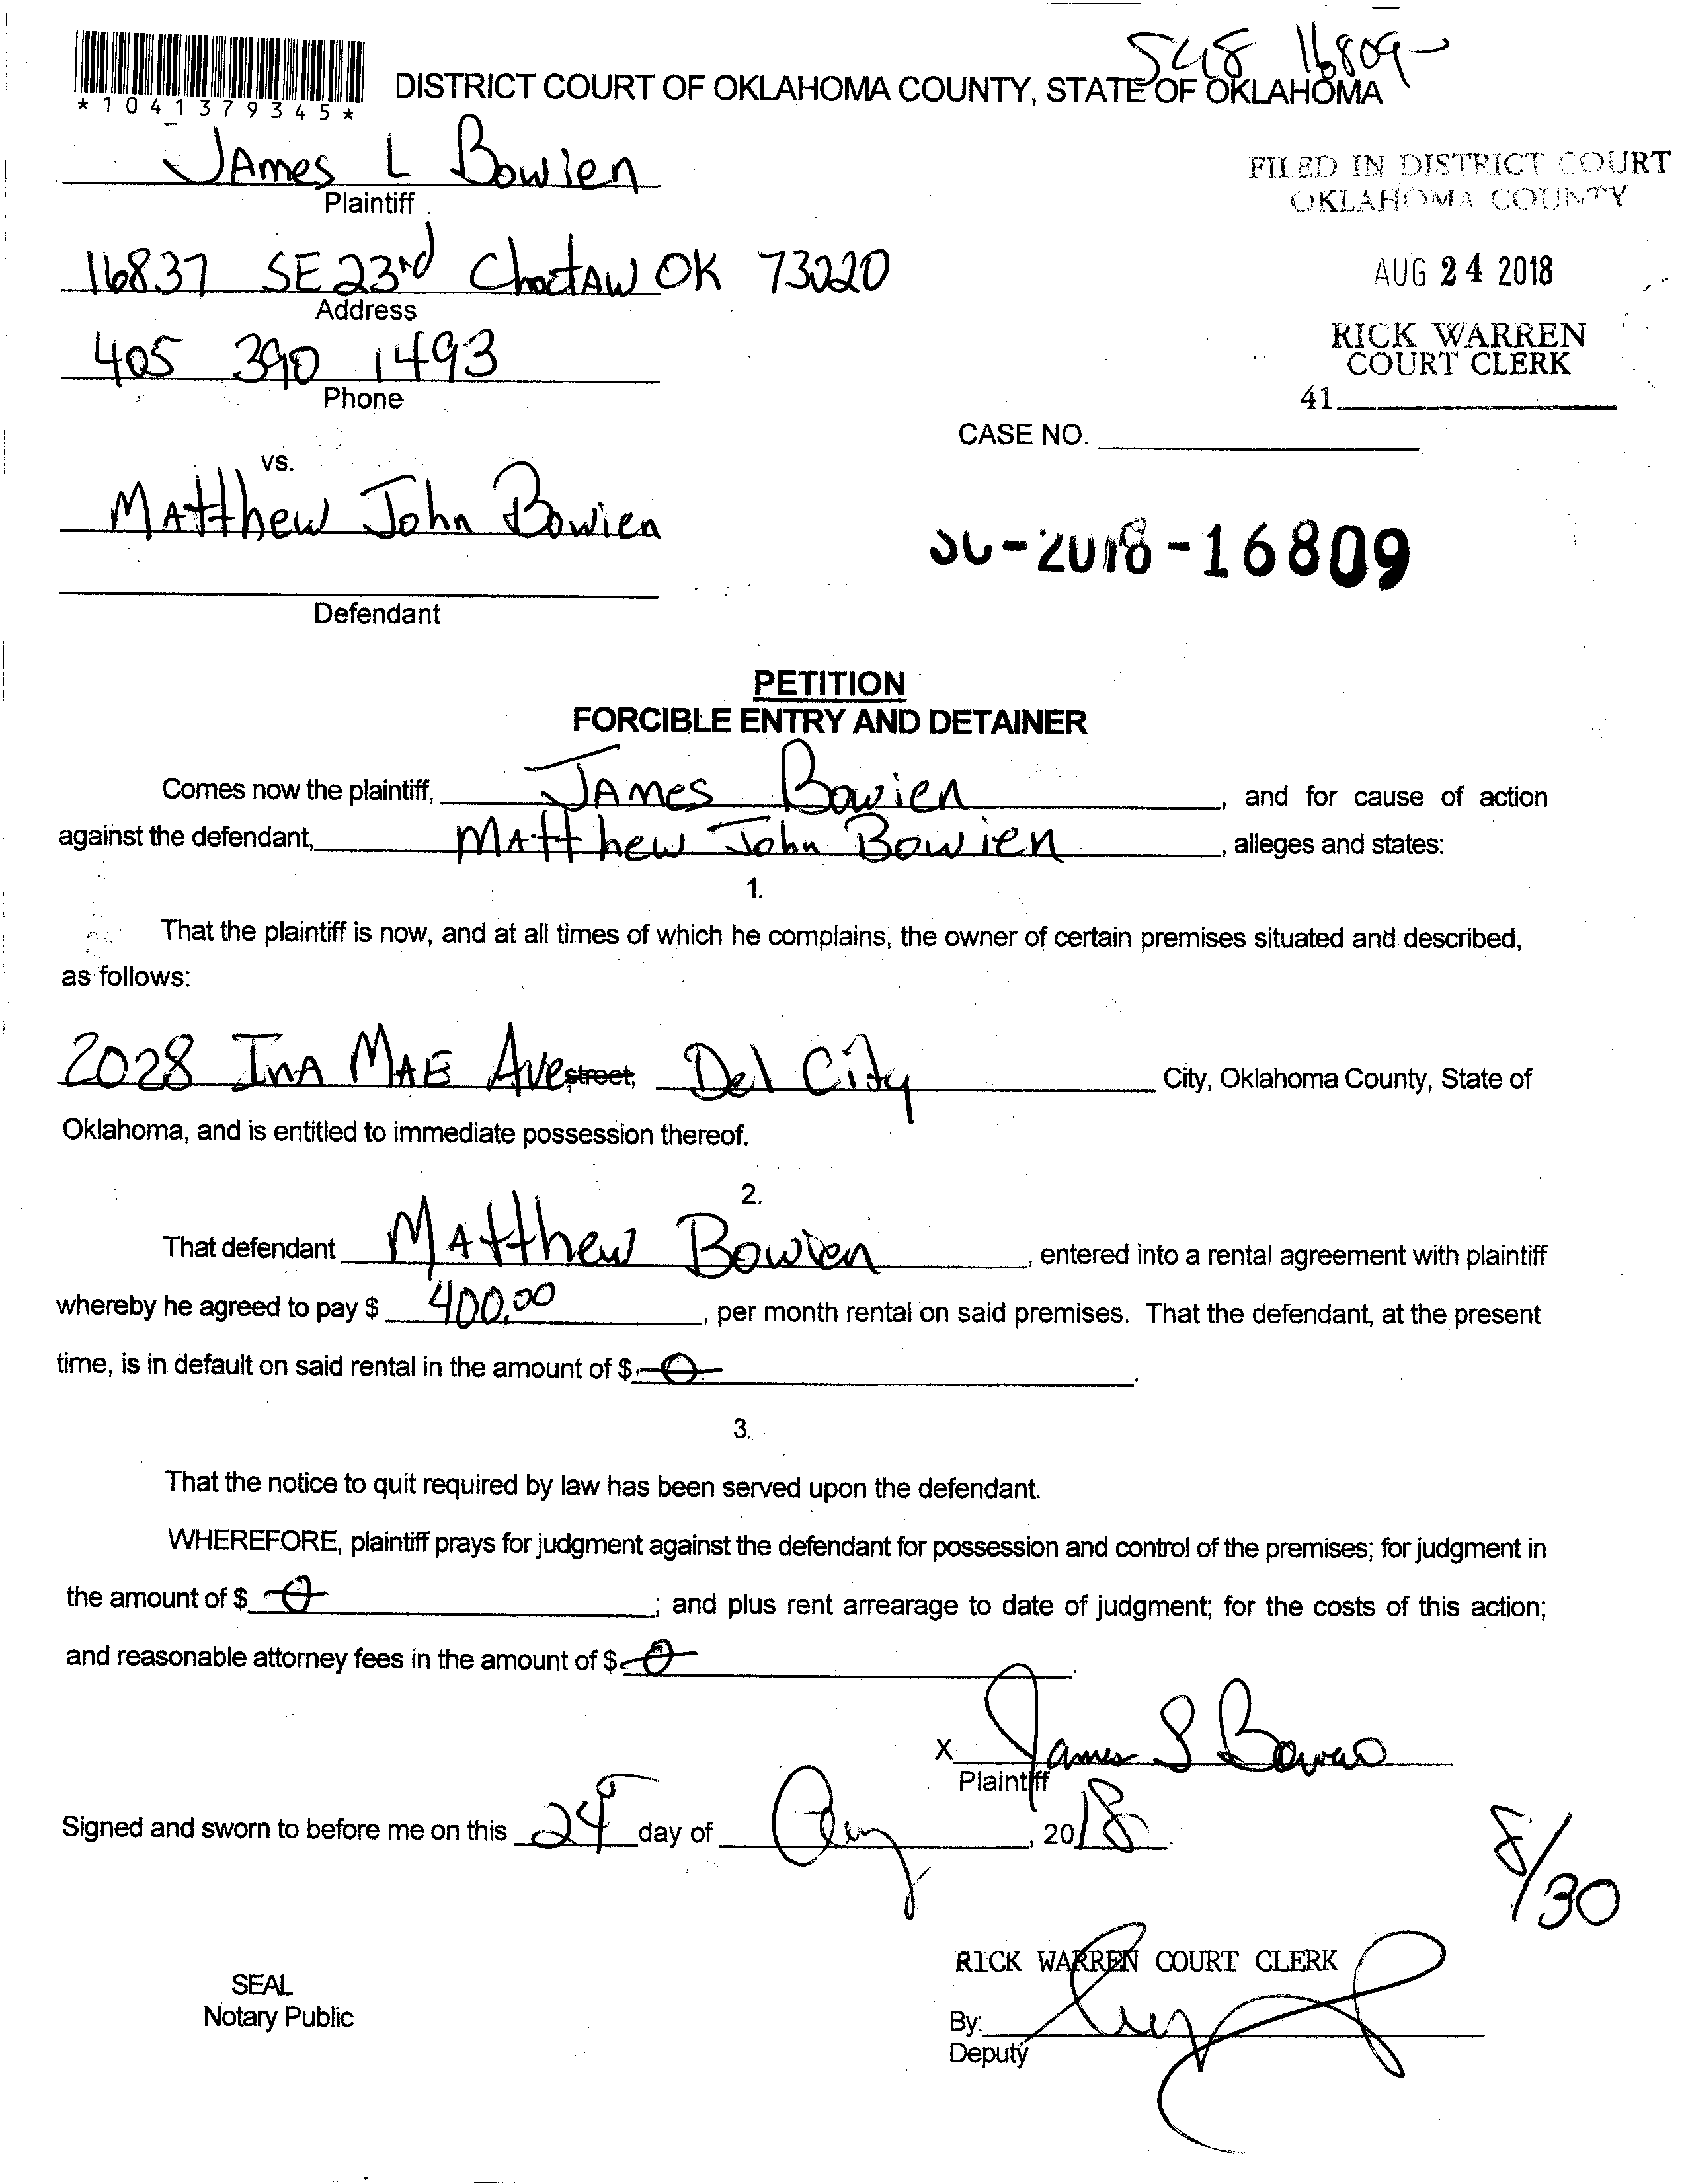 SC18 16809
*1041379345*
DISTRICT COURT OF OKLAHOMA COUNTY, STATE OF OKLAHOMA
JAmes L Bowien
Plaintiff
FILED IN DISTRICT COURT
OKLAHOMA COUNTY
16837 SE 23rd ChoctAw OK 73020
Address
AUG 24 2018
405 390 1493
Phone
RICK WARREN
COURT CLERK
41
CASE NO.
vs.
MAtthew John Bowien
SC-2018-16809
Defendant
PETITION
FORCIBLE ENTRY AND DETAINER
Comes now the plaintiff, JAmes Bowien, and for cause of action
against the defendant, MAtthew John Bowien, alleges and states:
1.
That the plaintiff is now, and at all times of which he complains, the owner of certain premises situated and described,
as follows:
2028 InA MAE Ave street, Del City City, Oklahoma County, State of
Oklahoma, and is entitled to immediate possession thereof.
2.
That defendant MAtthew Bowien, entered into a rental agreement with plaintiff
whereby he agreed to pay $ 400.00, per month rental on said premises. That the defendant, at the present
time, is in default on said rental in the amount of $ 0.
3.
That the notice to quit required by law has been served upon the defendant.
WHEREFORE, plaintiff prays for judgment against the defendant for possession and control of the premises; for judgment in
the amount of $ 0; and plus rent arrearage to date of judgment; for the costs of this action;
and reasonable attorney fees in the amount of $ 0.
X James L Bowien
Plaintiff
Signed and sworn to before me on this 24 day of Aug, 2018.
8/30
RICK WARREN COURT CLERK
SEAL
Notary Public
By:
Deputy